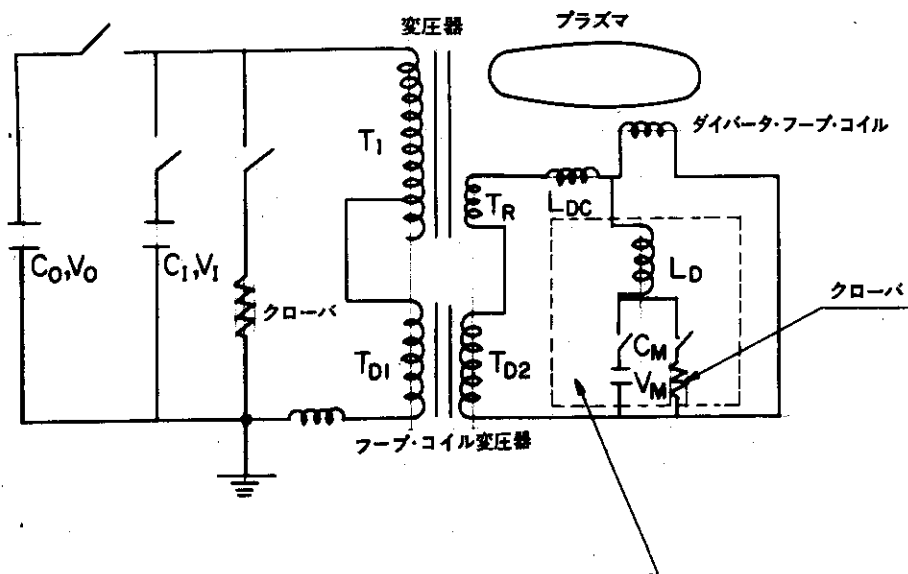 変圧器
プラズマ
ダイバータ・フープ・コイル
T1
TR
LDC
LD
C0,V0
C1,V1
クローバ
クローバ
CM
VM
TD1
TD2
フープ・コイル変圧器